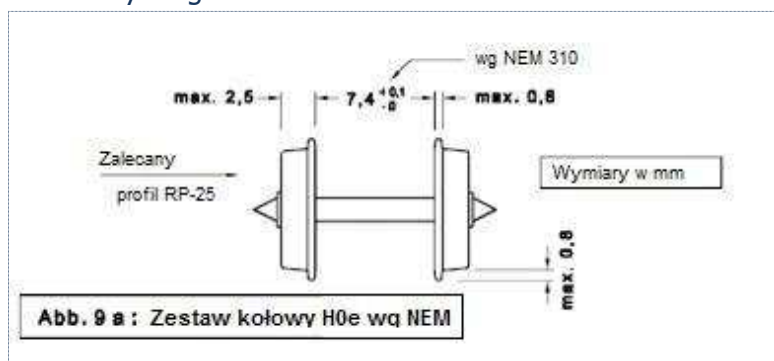 wg NEM 310
max. 2,5
7,4 +0,1 -0
max. 0,6
Zalecany
profil RP-25
Wymiary w mm
max. 0,8
Abb. 9 a: Zestaw kołowy H0e wg NEM